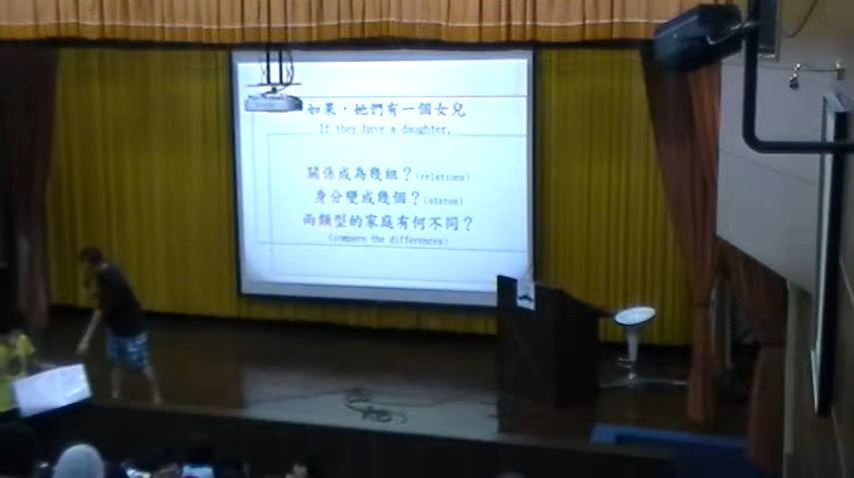 如果，她們有一個女兒
If they have a daughter,
關係成為幾組？(relations)
身分變成幾個？(status)
兩類型的家庭有何不同？
(compare the differences)